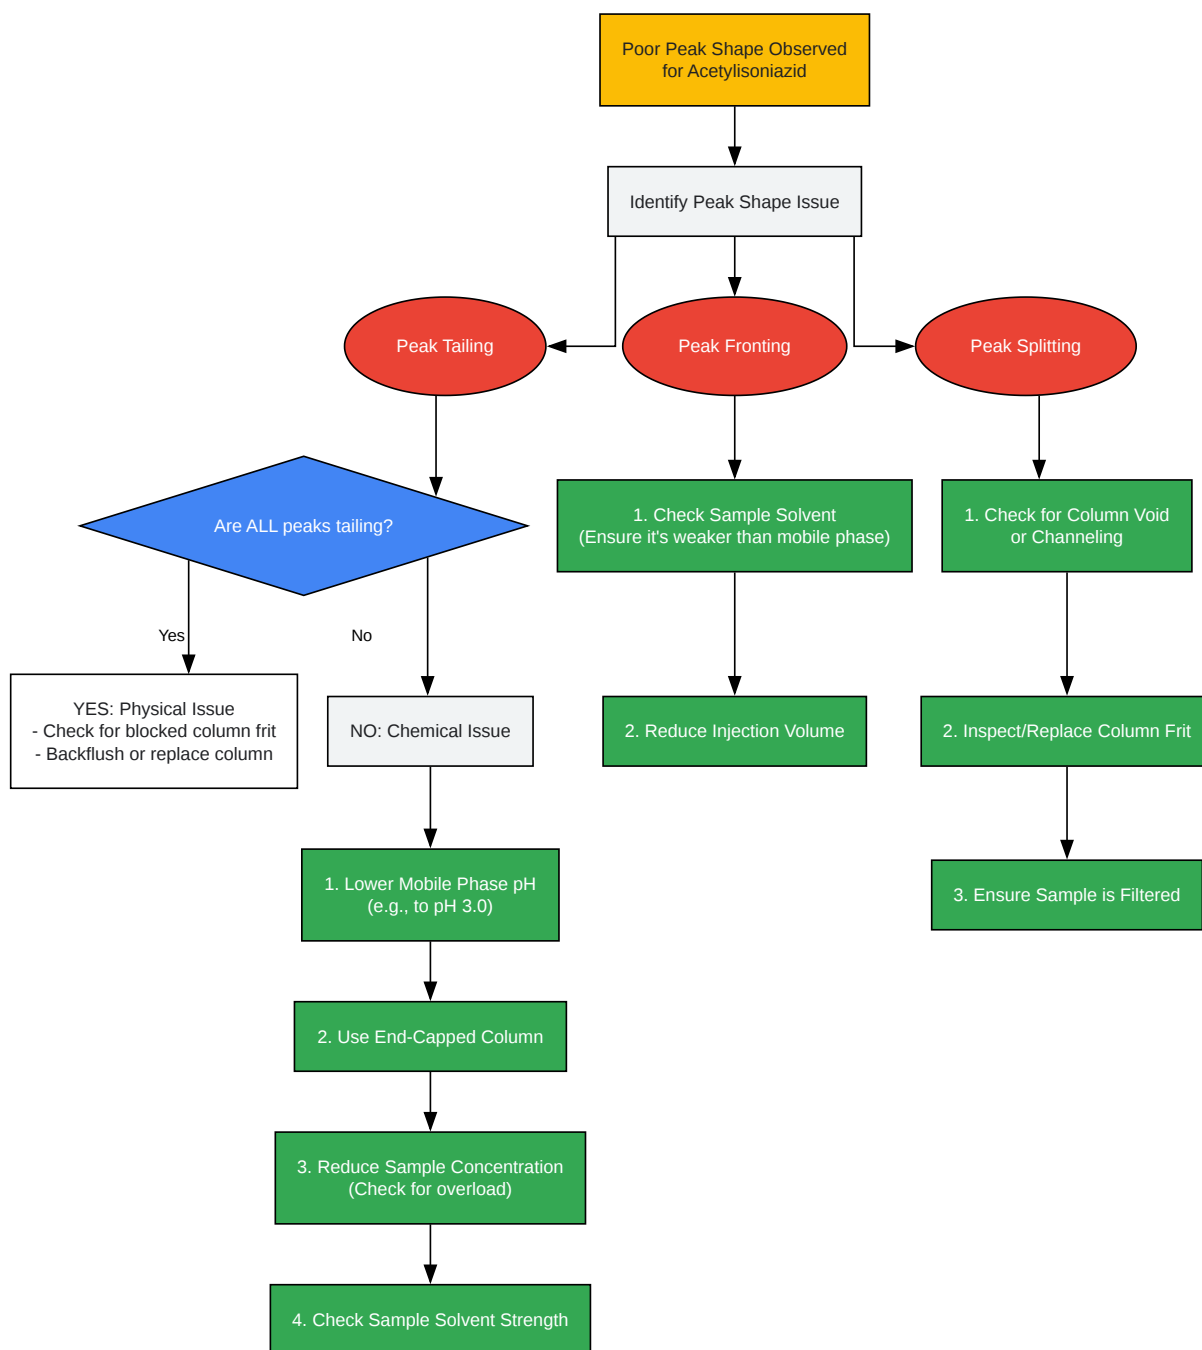 Poor Peak Shape Observed
for Acetylisoniazid
Identify Peak Shape Issue
Peak Tailing
Peak Fronting
Peak Splitting
Are ALL peaks tailing?
1. Check Sample Solvent
(Ensure it's weaker than mobile phase)
1. Check for Column Void
or Channeling
Yes
No
YES: Physical Issue
- Check for blocked column frit
- Backflush or replace column
NO: Chemical Issue
2. Reduce Injection Volume
2. Inspect/Replace Column Frit
1. Lower Mobile Phase pH
(e.g., to pH 3.0)
3. Ensure Sample is Filtered
2. Use End-Capped Column
3. Reduce Sample Concentration
(Check for overload)
4. Check Sample Solvent Strength